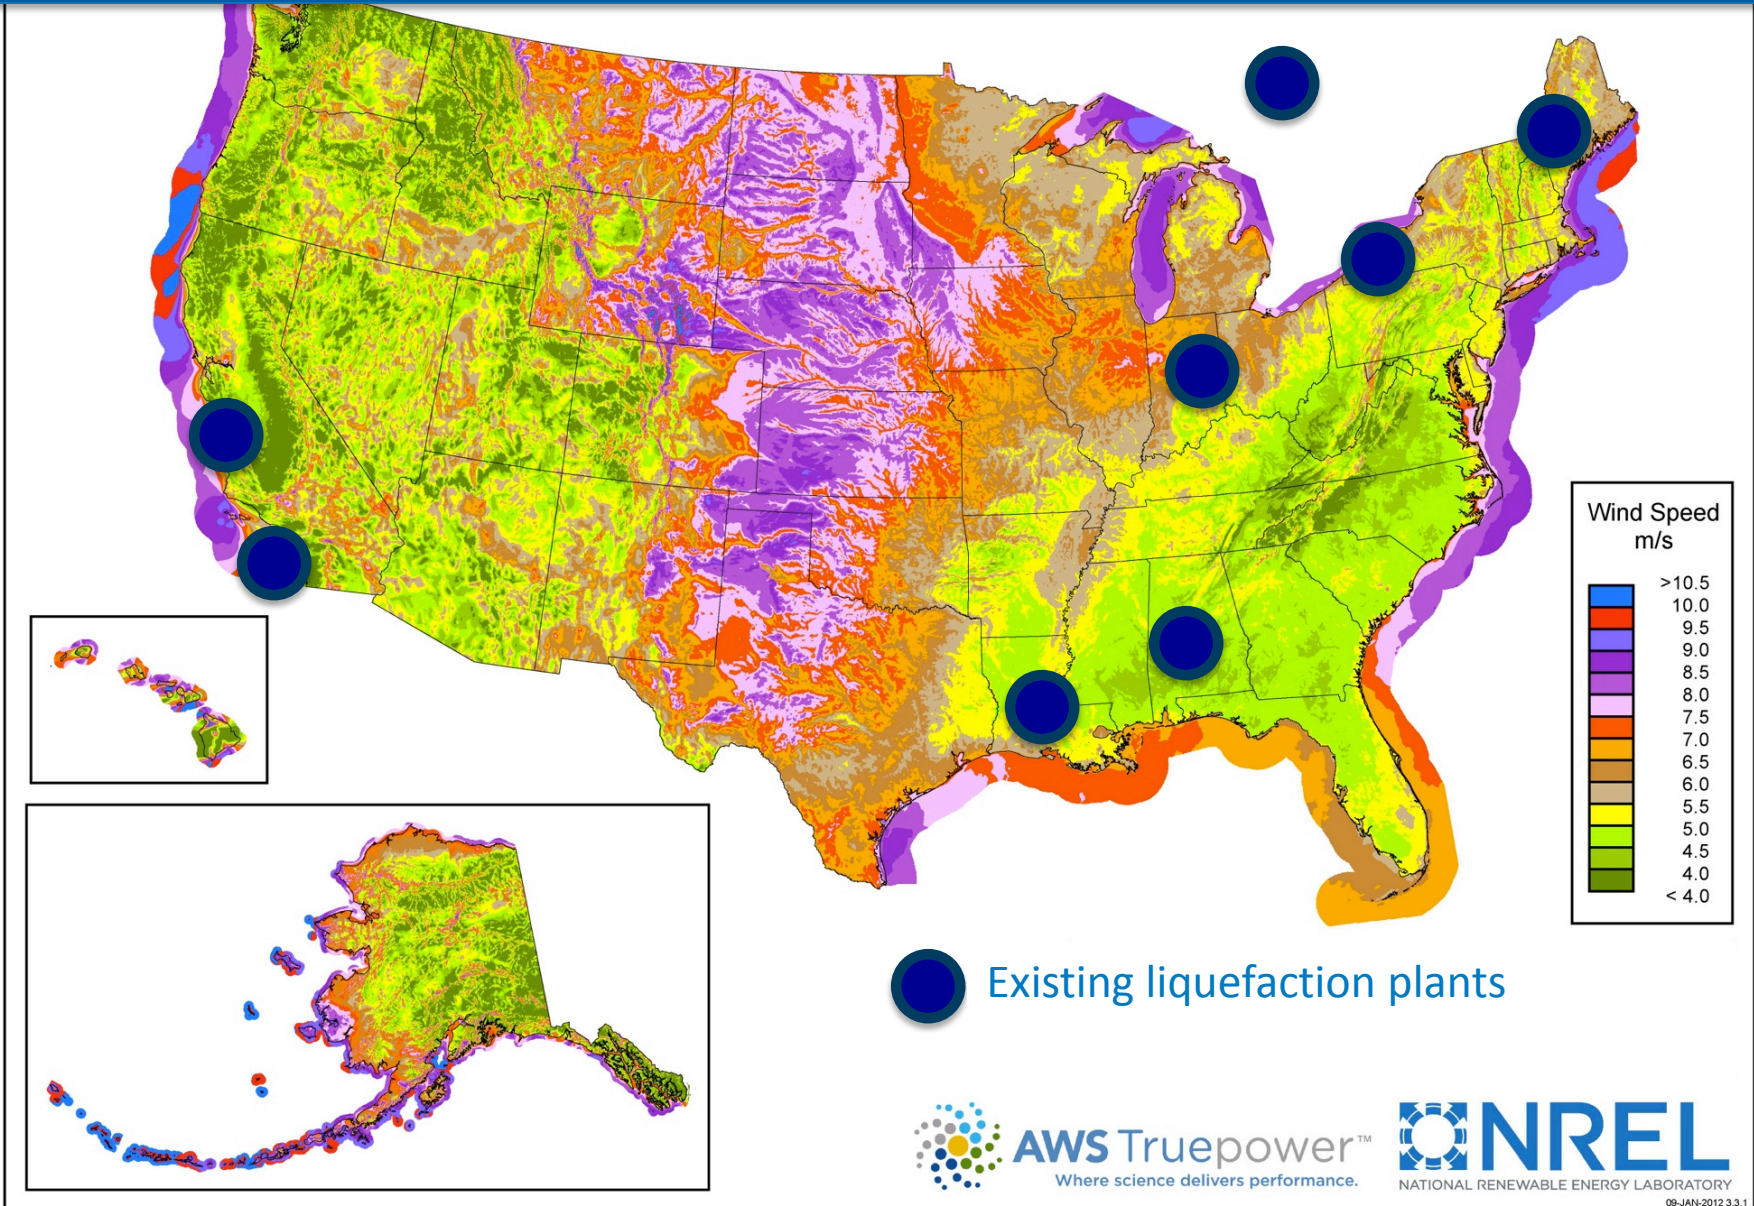 Wind Speed
m/s
>10.5
10.0
9.5
9.0
8.5
8.0
7.5
7.0
6.5
6.0
5.5
5.0
4.5
4.0
< 4.0
Existing liquefaction plants
AWS Truepower™
Where science delivers performance.
NREL
NATIONAL RENEWABLE ENERGY LABORATORY
09-JAN-2012 3.3.1